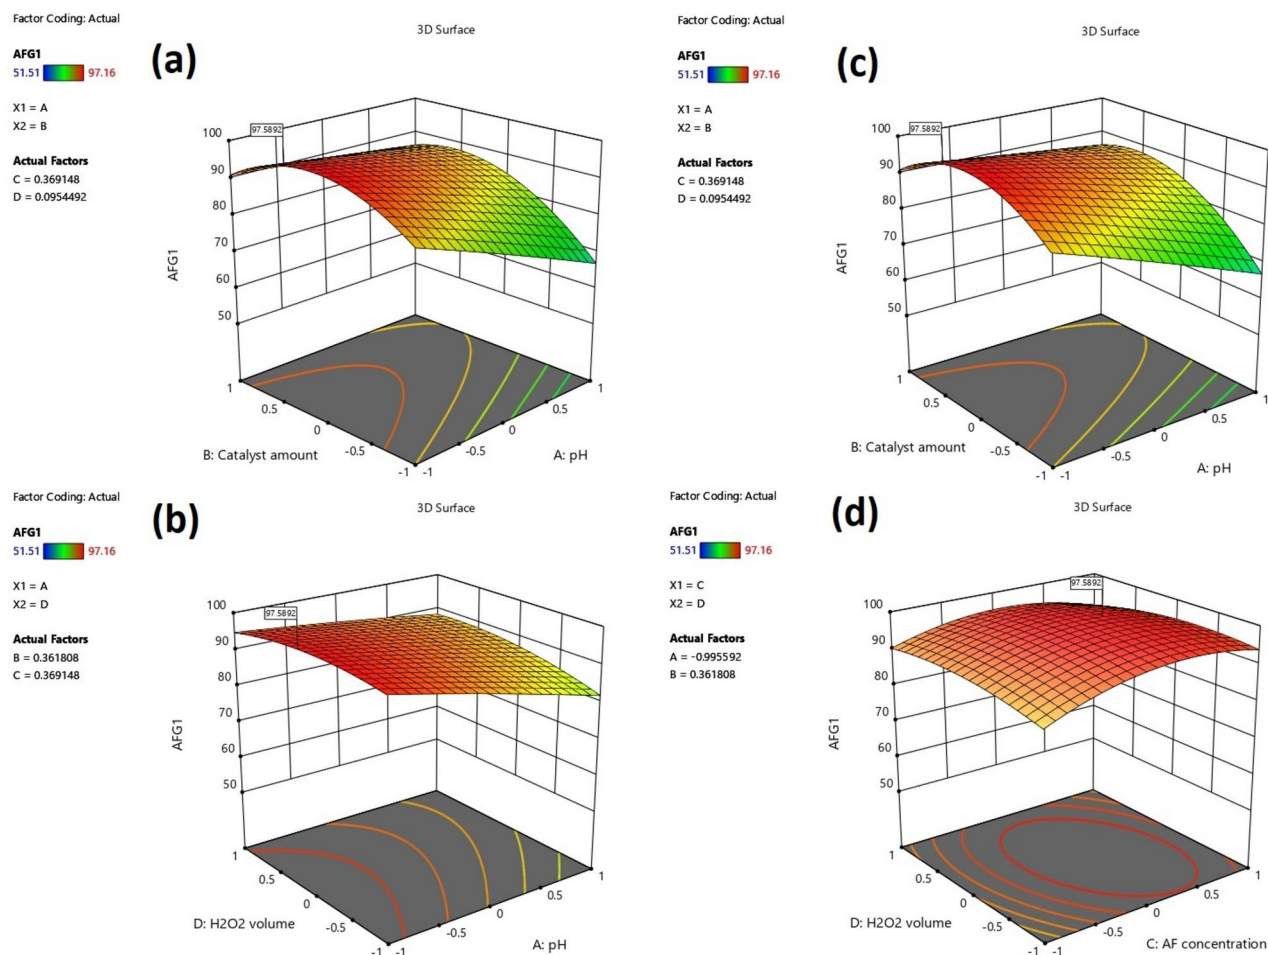 Factor Coding: Actual
3D Surface
(a)
AFG1
51.51 97.16
X1 = A
X2 = B
Actual Factors
C = 0.369148
D = 0.0954492
97.5892
100
90
80
70
60
50
AFG1
1
0.5
0
-0.5
-1
B: Catalyst amount
-1
-0.5
0
0.5
1
A: pH
Factor Coding: Actual
3D Surface
(c)
AFG1
51.51 97.16
X1 = A
X2 = B
Actual Factors
C = 0.369148
D = 0.0954492
97.5892
100
90
80
70
60
50
AFG1
1
0.5
0
-0.5
-1
B: Catalyst amount
-1
-0.5
0
0.5
1
A: pH
Factor Coding: Actual
3D Surface
(b)
AFG1
51.51 97.16
X1 = A
X2 = D
Actual Factors
B = 0.361808
C = 0.369148
97.5892
100
90
80
70
60
50
AFG1
1
0.5
0
-0.5
-1
D: H2O2 volume
-1
-0.5
0
0.5
1
A: pH
Factor Coding: Actual
3D Surface
(d)
AFG1
51.51 97.16
X1 = C
X2 = D
Actual Factors
A = -0.995592
B = 0.361808
97.5892
100
90
80
70
60
50
AFG1
1
0.5
0
-0.5
-1
D: H2O2 volume
-1
-0.5
0
0.5
1
C: AF concentration